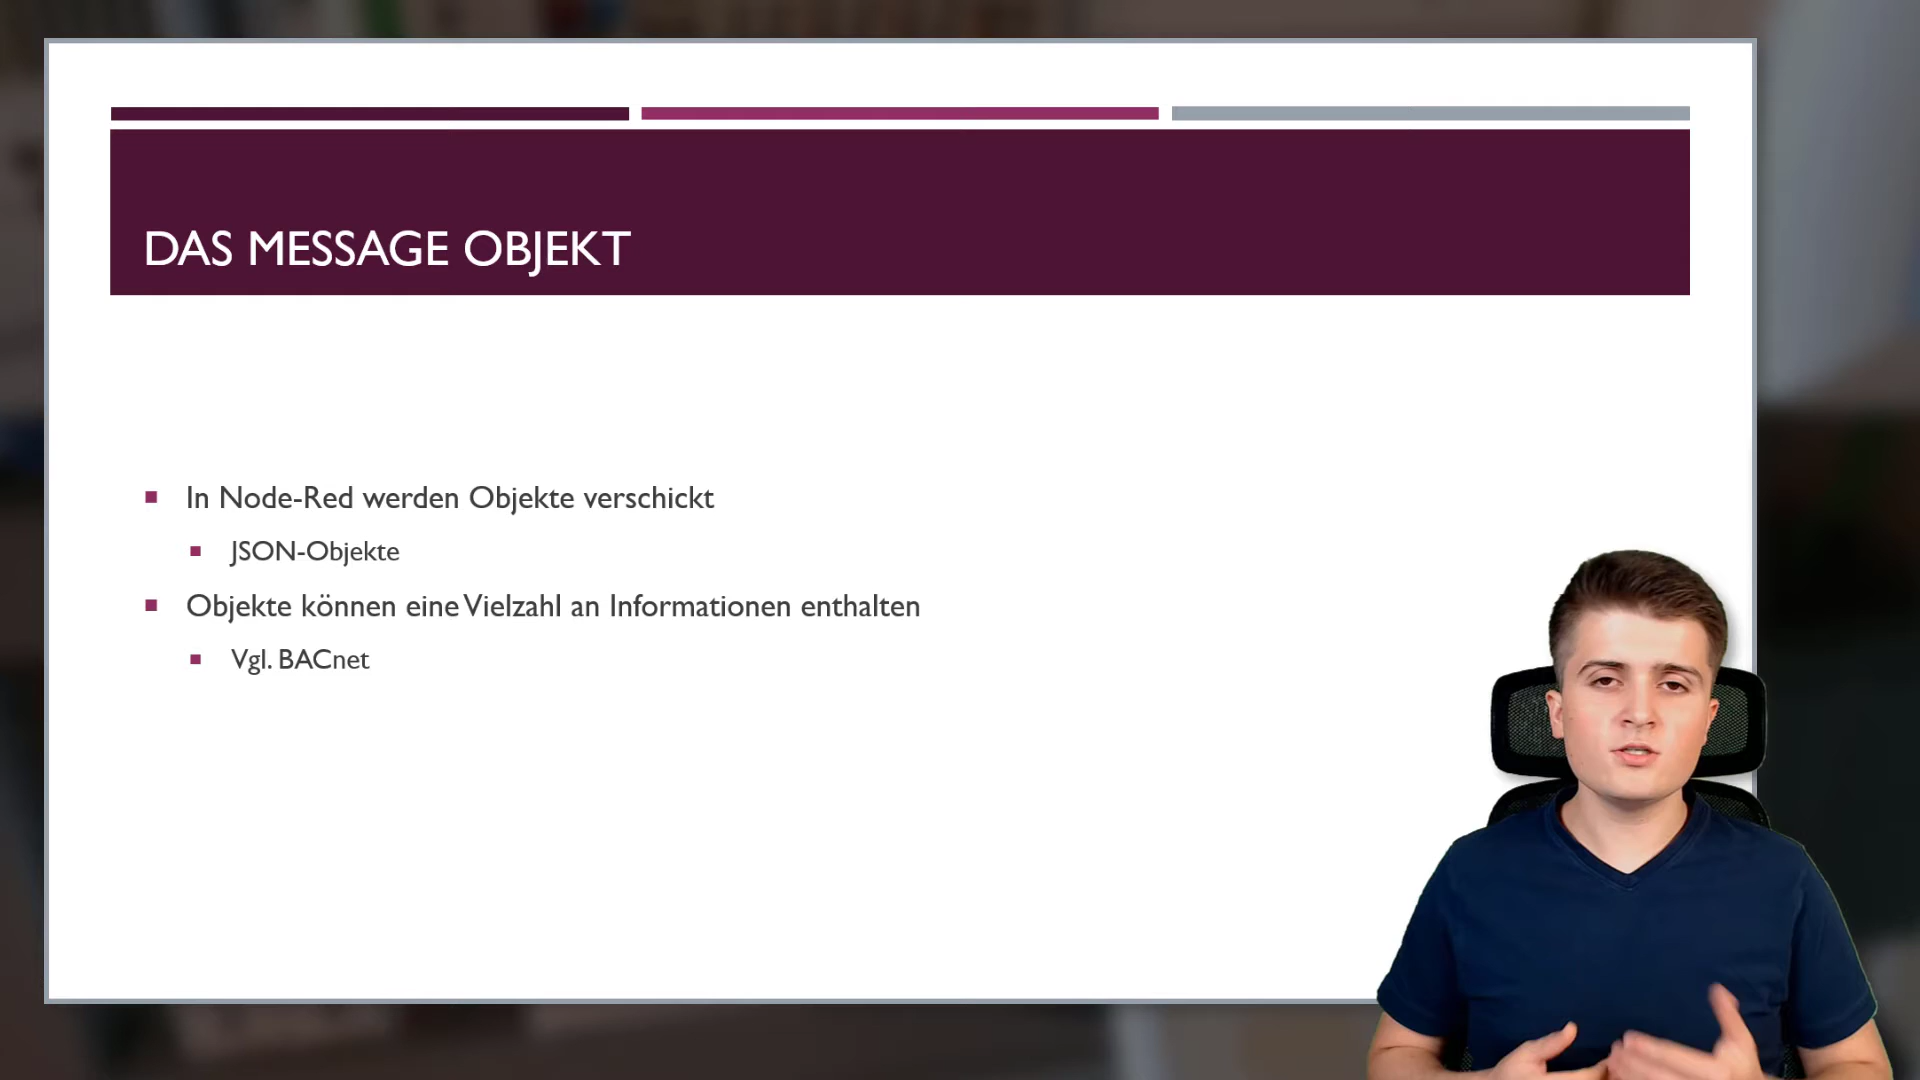 DAS MESSAGE OBJEKT
In Node-Red werden Objekte verschickt
JSON-Objekte
Objekte können eine Vielzahl an Informationen enthalten
Vgl. BACnet